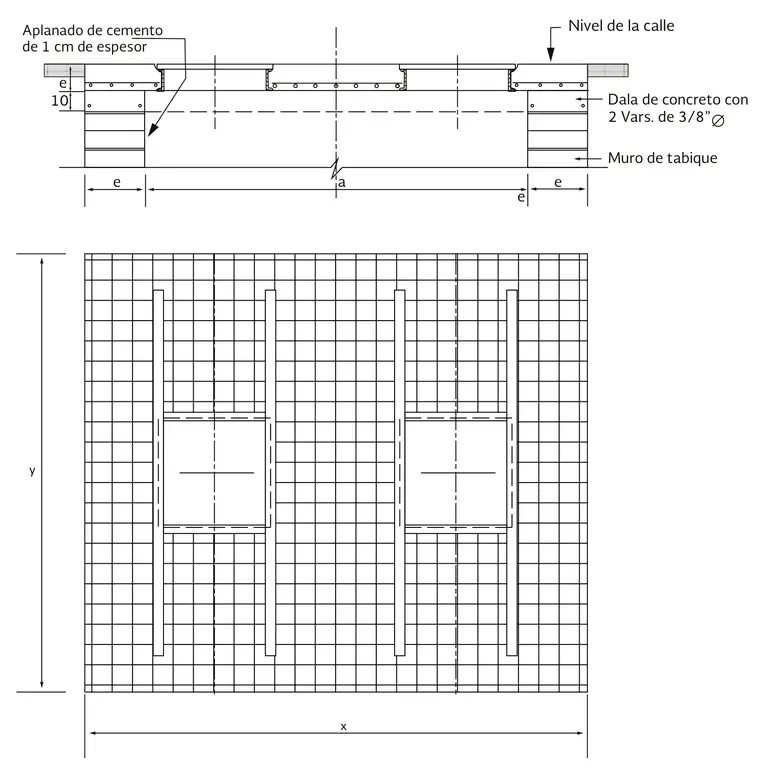 Aplanado de cemento
de 1 cm de espesor
Nivel de la calle
e
10
Dala de concreto con
2 Vars. de 3/8"∅
Muro de tabique
e
a
e
e
y
x